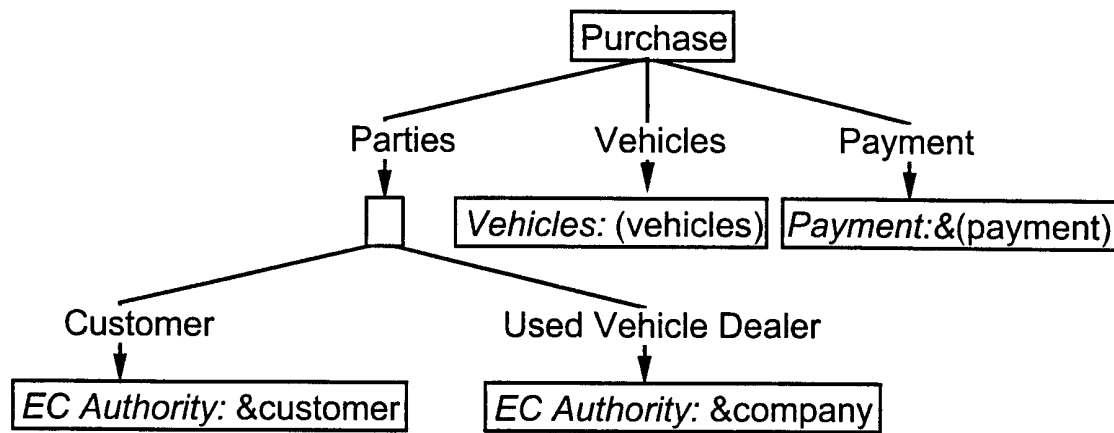 Purchase
Parties
Vehicles
Payment
Vehicles: (vehicles)
Payment:&(payment)
Customer
Used Vehicle Dealer
EC Authority: &customer
EC Authority: &company